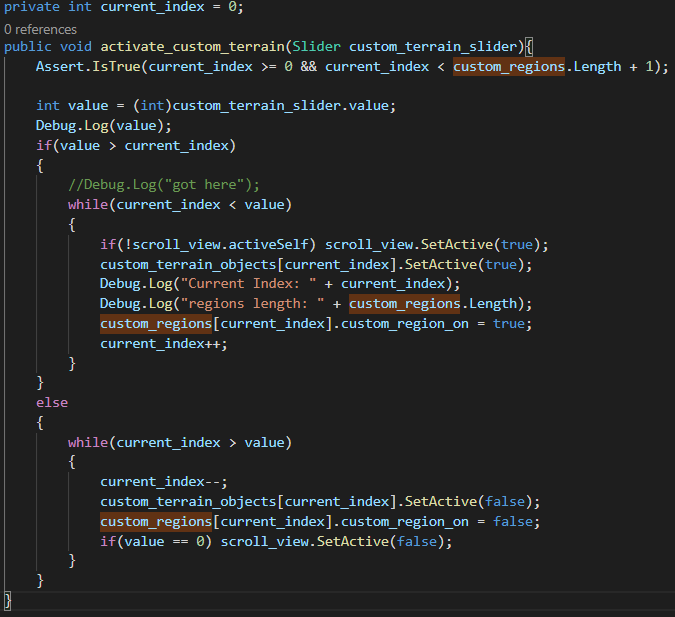 private int current_index = 0;
0 references
public void activate_custom_terrain(Slider custom_terrain_slider){
    Assert.IsTrue(current_index >= 0 && current_index < custom_regions.Length + 1);

    int value = (int)custom_terrain_slider.value;
    Debug.Log(value);
    if(value > current_index)
    {
        //Debug.Log("got here");
        while(current_index < value)
        {
            if(!scroll_view.activeSelf) scroll_view.SetActive(true);
            custom_terrain_objects[current_index].SetActive(true);
            Debug.Log("Current Index: " + current_index);
            Debug.Log("regions length: " + custom_regions.Length);
            custom_regions[current_index].custom_region_on = true;
            current_index++;
        }
    }
    else
    {
        while(current_index > value)
        {
            current_index--;
            custom_terrain_objects[current_index].SetActive(false);
            custom_regions[current_index].custom_region_on = false;
            if(value == 0) scroll_view.SetActive(false);
        }
    }
}